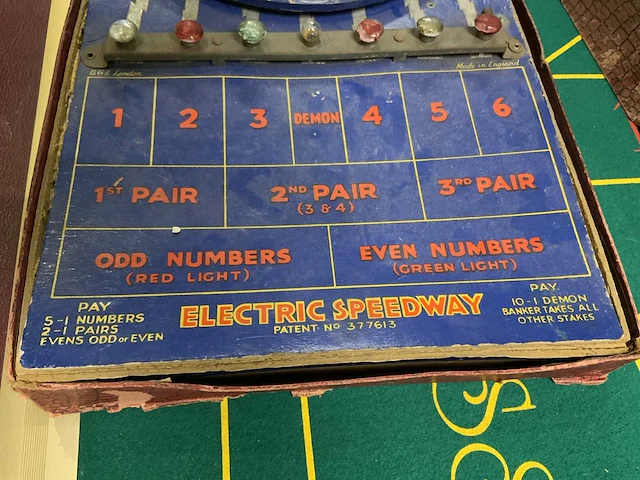 B.G.L. London Made in England
1 2 3 DEMON 4 5 6
1ST PAIR 2ND PAIR 3RD PAIR
(3 & 4)
ODD NUMBERS EVEN NUMBERS
(RED LIGHT) (GREEN LIGHT)
PAY
5-1 NUMBERS
2-1 PAIRS
EVENS ODD or EVEN
ELECTRIC SPEEDWAY
PATENT No 377613
PAY
10-1 DEMON
BANKER TAKES ALL
OTHER STAKES